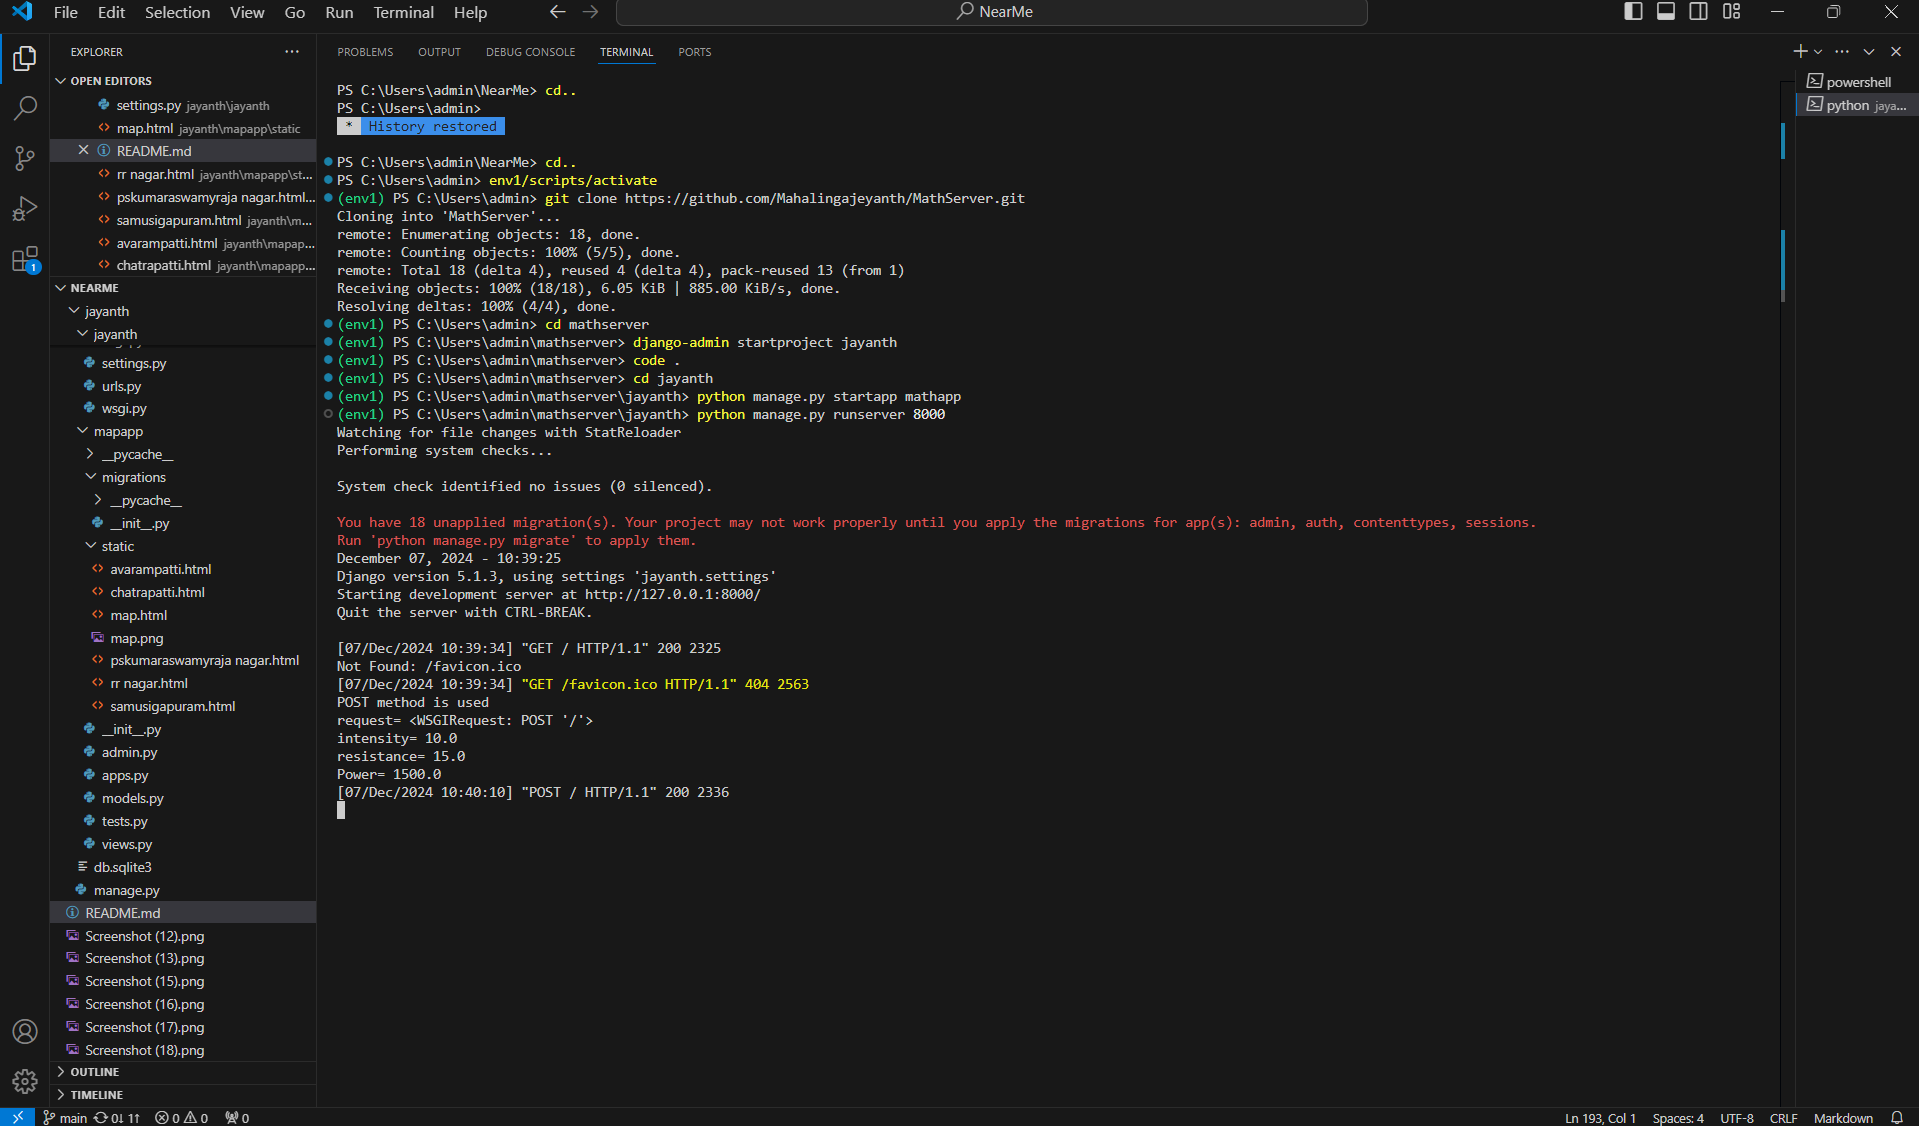 File Edit Selection View Go Run Terminal Help
NearMe
EXPLORER
OPEN EDITORS
settings.py jayanth\jayanth
map.html jayanth\mapapp\static
README.md
rr nagar.html jayanth\mapapp\st...
pskumaraswamyraja nagar.html...
samusigapuram.html jayanth\m...
avarampatti.html jayanth\mapap...
chatrapatti.html jayanth\mapapp...
NEARME
jayanth
jayanth
settings.py
urls.py
wsgi.py
mapapp
__pycache__
migrations
__pycache__
__init__.py
static
avarampatti.html
chatrapatti.html
map.html
map.png
pskumaraswamyraja nagar.html
rr nagar.html
samusigapuram.html
__init__.py
admin.py
apps.py
models.py
tests.py
views.py
db.sqlite3
manage.py
README.md
Screenshot (12).png
Screenshot (13).png
Screenshot (15).png
Screenshot (16).png
Screenshot (17).png
Screenshot (18).png
OUTLINE
TIMELINE
PROBLEMS OUTPUT DEBUG CONSOLE TERMINAL PORTS
PS C:\Users\admin\NearMe> cd..
PS C:\Users\admin>
* History restored
PS C:\Users\admin\NearMe> cd..
PS C:\Users\admin> env1/scripts/activate
(env1) PS C:\Users\admin> git clone https://github.com/Mahalingajeyanth/MathServer.git
Cloning into 'MathServer'...
remote: Enumerating objects: 18, done.
remote: Counting objects: 100% (5/5), done.
remote: Total 18 (delta 4), reused 4 (delta 4), pack-reused 13 (from 1)
Receiving objects: 100% (18/18), 6.05 KiB | 885.00 KiB/s, done.
Resolving deltas: 100% (4/4), done.
(env1) PS C:\Users\admin> cd mathserver
(env1) PS C:\Users\admin\mathserver> django-admin startproject jayanth
(env1) PS C:\Users\admin\mathserver> code .
(env1) PS C:\Users\admin\mathserver> cd jayanth
(env1) PS C:\Users\admin\mathserver\jayanth> python manage.py startapp mathapp
(env1) PS C:\Users\admin\mathserver\jayanth> python manage.py runserver 8000
Watching for file changes with StatReloader
Performing system checks...
System check identified no issues (0 silenced).
You have 18 unapplied migration(s). Your project may not work properly until you apply the migrations for app(s): admin, auth, contenttypes, sessions.
Run 'python manage.py migrate' to apply them.
December 07, 2024 - 10:39:25
Django version 5.1.3, using settings 'jayanth.settings'
Starting development server at http://127.0.0.1:8000/
Quit the server with CTRL-BREAK.
[07/Dec/2024 10:39:34] "GET / HTTP/1.1" 200 2325
Not Found: /favicon.ico
[07/Dec/2024 10:39:34] "GET /favicon.ico HTTP/1.1" 404 2563
POST method is used
request= <WSGIRequest: POST '/'>
intensity= 10.0
resistance= 15.0
Power= 1500.0
[07/Dec/2024 10:40:10] "POST / HTTP/1.1" 200 2336
powershell
python jaya...
1
main 0↓ 1↑ 0 0 0
Ln 193, Col 1 Spaces: 4 UTF-8 CRLF Markdown